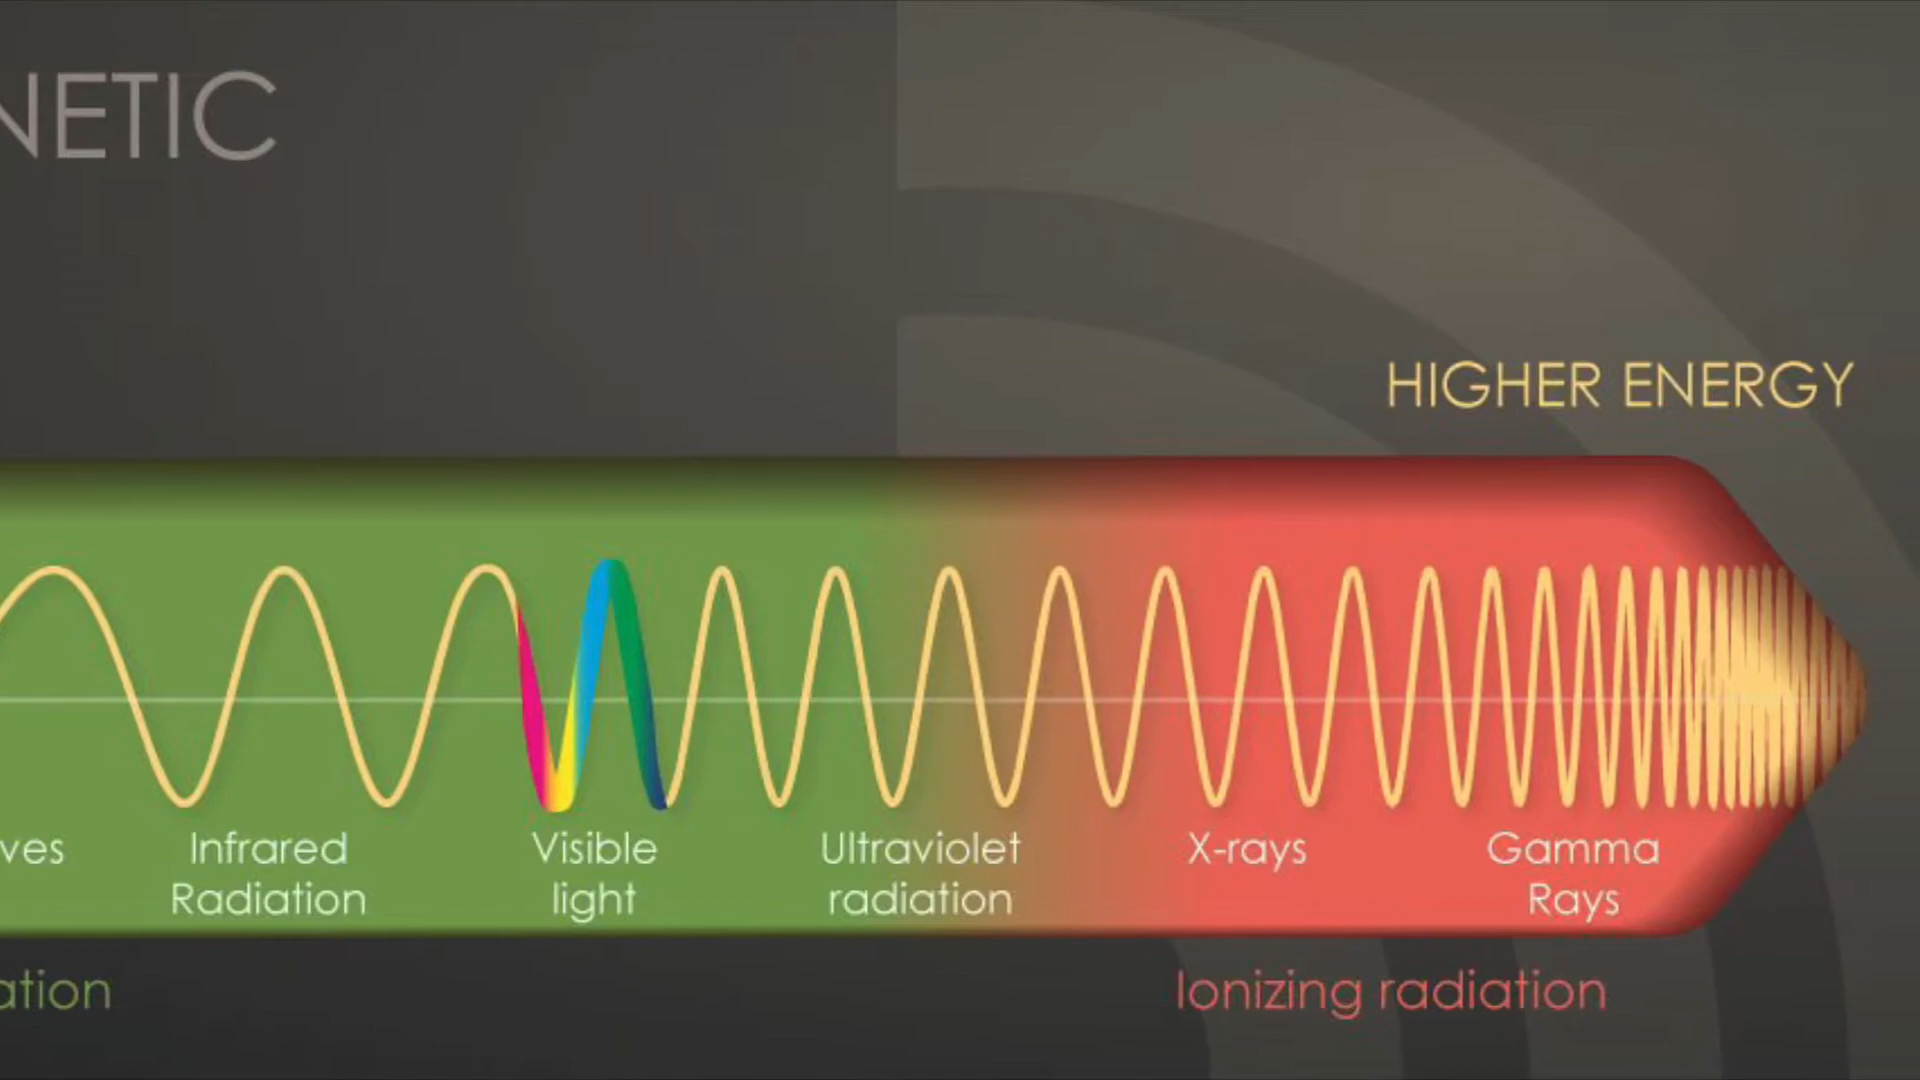 NETIC
HIGHER ENERGY
ves
Infrared
Radiation
Visible
light
Ultraviolet
radiation
X-rays
Gamma
Rays
ation
Ionizing radiation